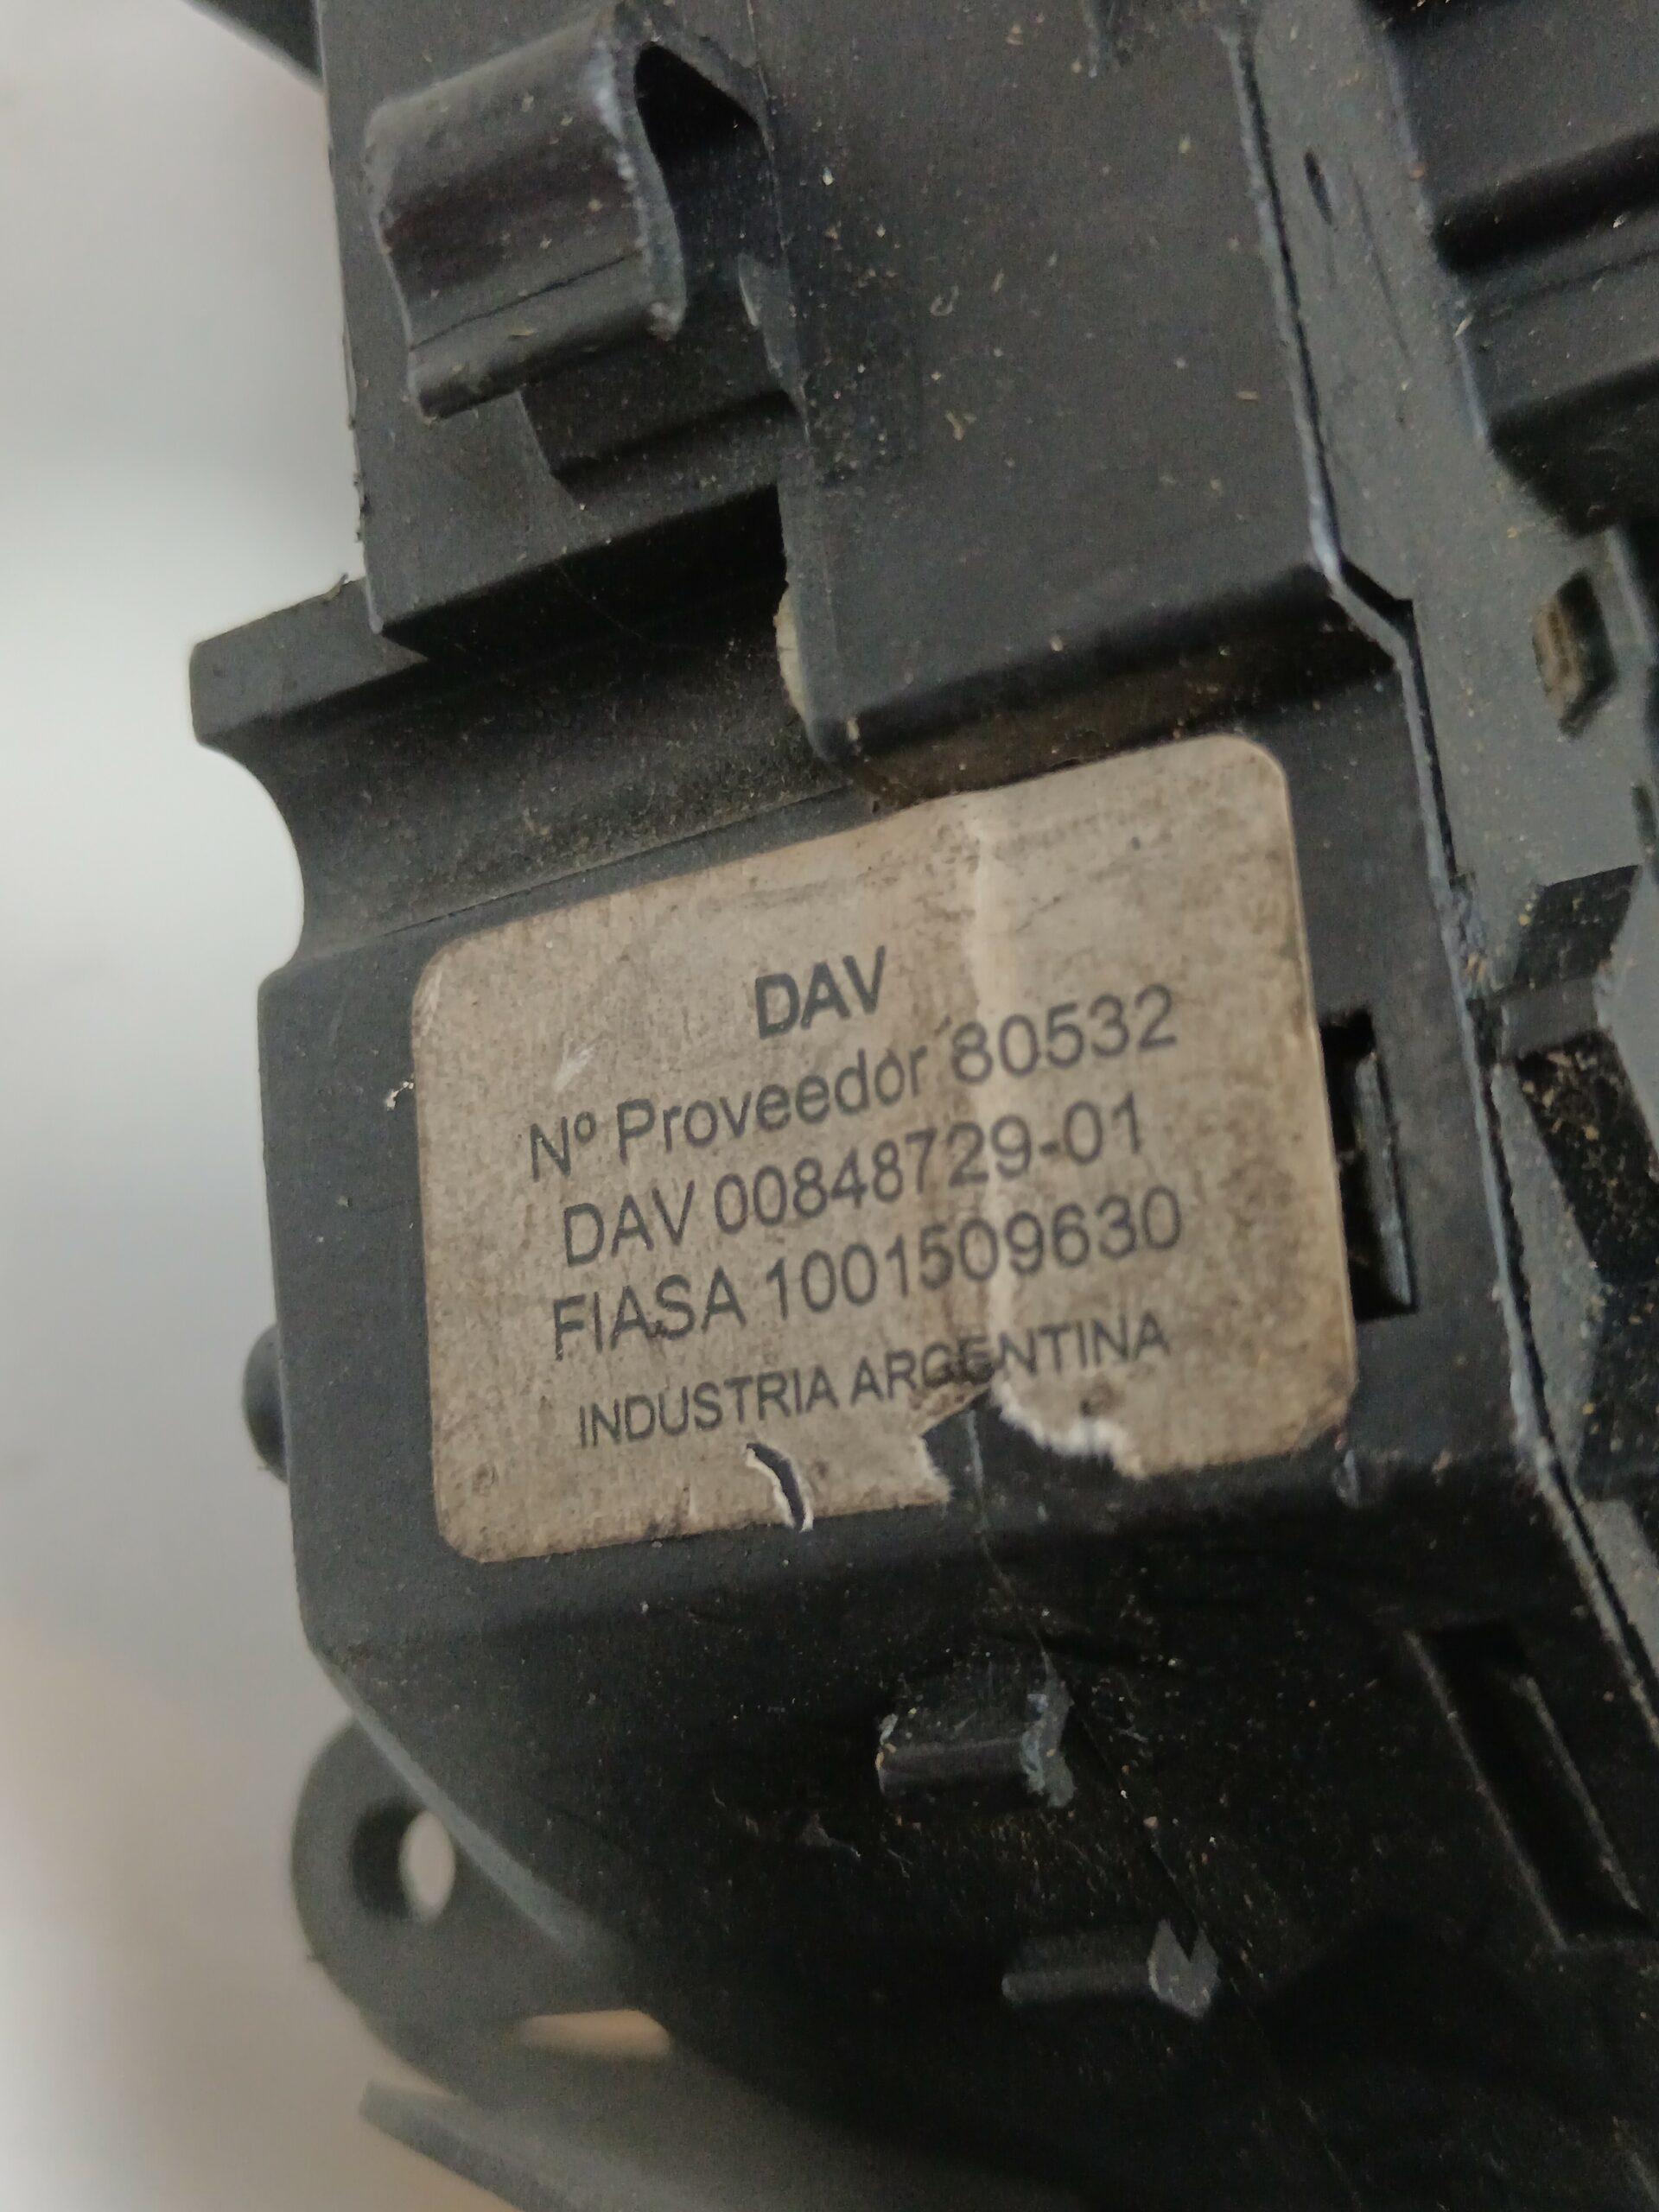 DAV
Nº Proveedor 80532
DAV 00848729-01
FIASA 1001509630
INDUSTRIA ARGENTINA